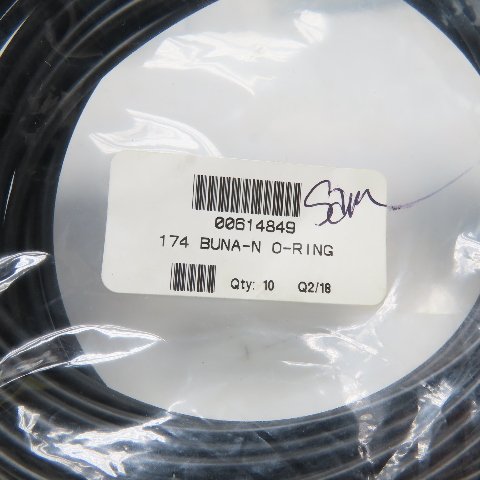 00614849
174 BUNA-N O-RING
Qty: 10 Q2/18